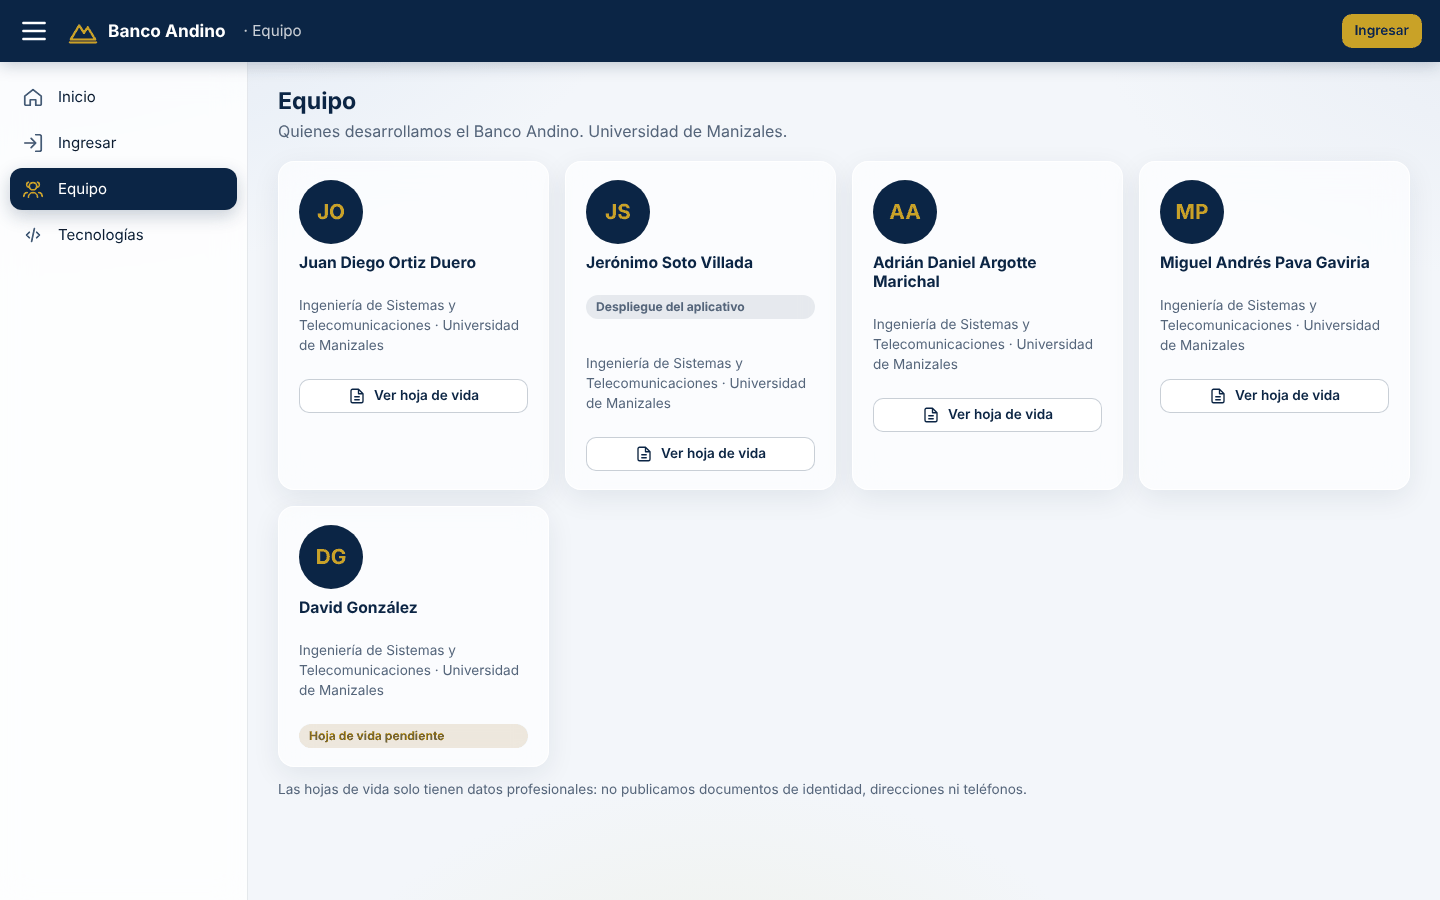 Banco Andino · Equipo
Ingresar
Inicio
Ingresar
Equipo
Tecnologías
Equipo
Quienes desarrollamos el Banco Andino. Universidad de Manizales.
JO
Juan Diego Ortiz Duero
Ingeniería de Sistemas y
Telecomunicaciones · Universidad
de Manizales
Ver hoja de vida
JS
Jerónimo Soto Villada
Despliegue del aplicativo
Ingeniería de Sistemas y
Telecomunicaciones · Universidad
de Manizales
Ver hoja de vida
AA
Adrián Daniel Argotte
Marichal
Ingeniería de Sistemas y
Telecomunicaciones · Universidad
de Manizales
Ver hoja de vida
MP
Miguel Andrés Pava Gaviria
Ingeniería de Sistemas y
Telecomunicaciones · Universidad
de Manizales
Ver hoja de vida
DG
David González
Ingeniería de Sistemas y
Telecomunicaciones · Universidad
de Manizales
Hoja de vida pendiente
Las hojas de vida solo tienen datos profesionales: no publicamos documentos de identidad, direcciones ni teléfonos.